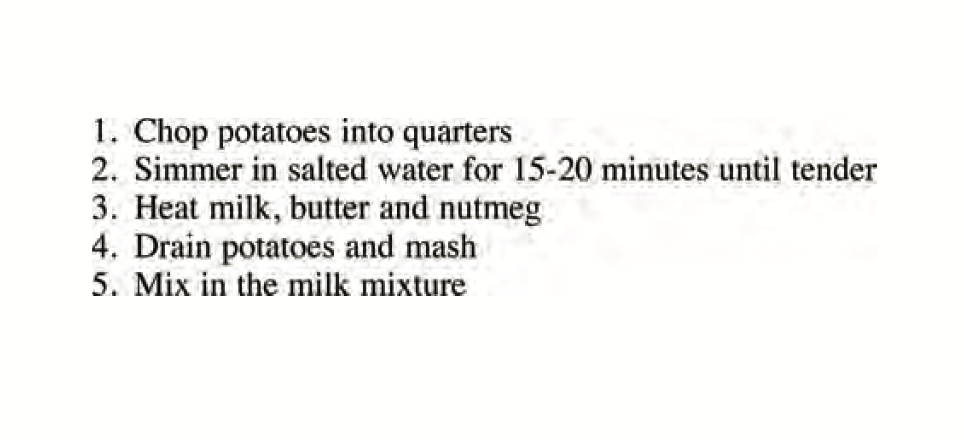 1. Chop potatoes into quarters
2. Simmer in salted water for 15-20 minutes until tender
3. Heat milk, butter and nutmeg
4. Drain potatoes and mash
5. Mix in the milk mixture